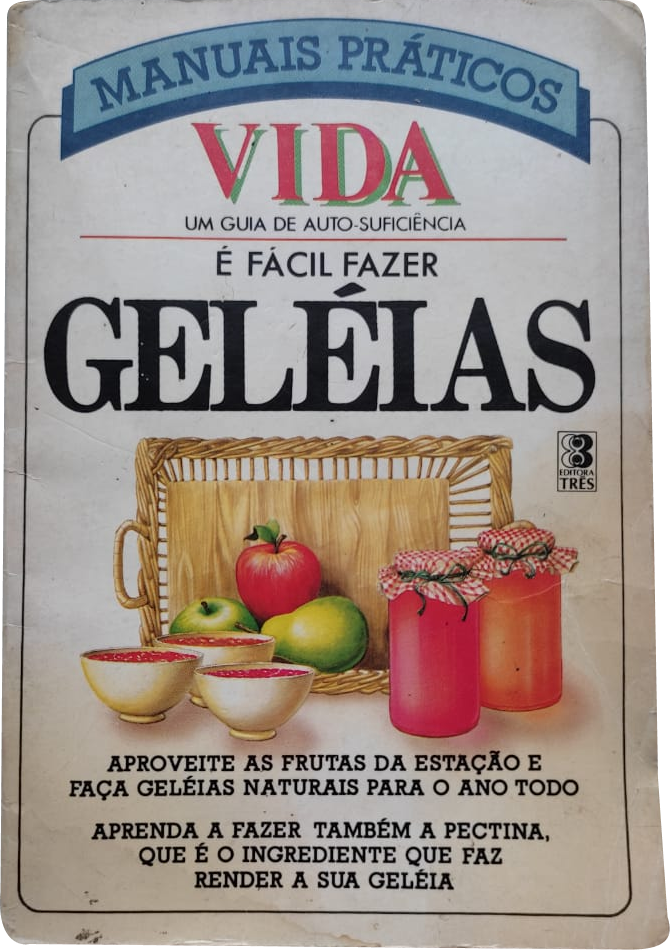 MANUAIS PRÁTICOS
VIDA
UM GUIA DE AUTO-SUFICIÊNCIA
É FÁCIL FAZER
GELÉIAS
EDITORA
TRÊS
APROVEITE AS FRUTAS DA ESTAÇÃO E
FAÇA GELÉIAS NATURAIS PARA O ANO TODO
APRENDA A FAZER TAMBÉM A PECTINA,
QUE É O INGREDIENTE QUE FAZ
RENDER A SUA GELÉIA